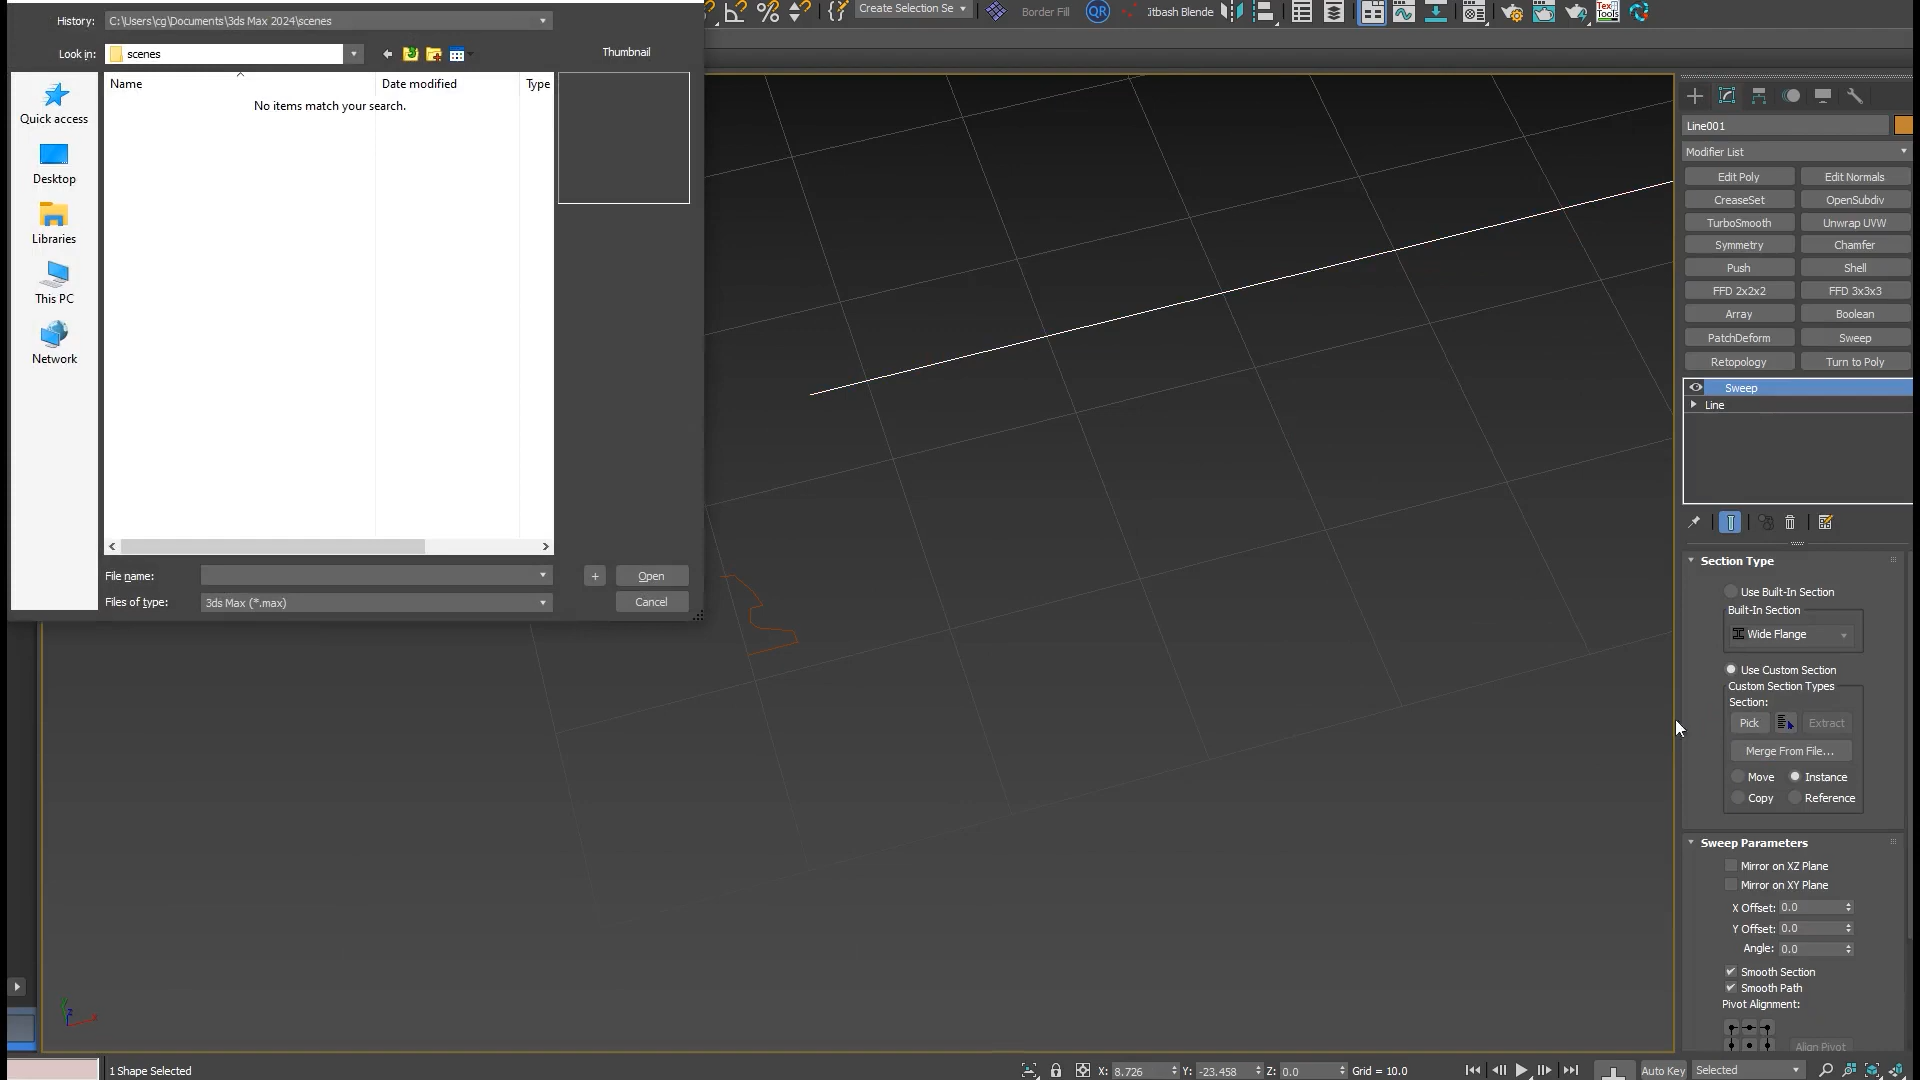 History: C:\Users\cg\Documents\3ds Max 2024\scenes
Create Selection Se
Border Fill
QR
Jtbash Blende
Look in: scenes
Thumbnail
Name Date modified Type
No items match your search.
Quick access
Desktop
Libraries
This PC
Network
File name: + Open
Files of type: 3ds Max (*.max) Cancel
Line001
Modifier List
Edit Poly Edit Normals
CreaseSet OpenSubdiv
TurboSmooth Unwrap UVW
Symmetry Chamfer
Push Shell
FFD 2x2x2 FFD 3x3x3
Array Boolean
PatchDeform Sweep
Retopology Turn to Poly
Sweep
Line
Section Type
Use Built-In Section
Built-In Section
Wide Flange
Use Custom Section
Custom Section Types
Section:
Pick Extract
Merge From File...
Move Instance
Copy Reference
Sweep Parameters
Mirror on XZ Plane
Mirror on XY Plane
X Offset: 0.0
Y Offset: 0.0
Angle: 0.0
Smooth Section
Smooth Path
Pivot Alignment:
Align Pivot
1 Shape Selected X: 8.726 Y: -23.458 Z: 0.0 Grid = 10.0 Auto Key Selected